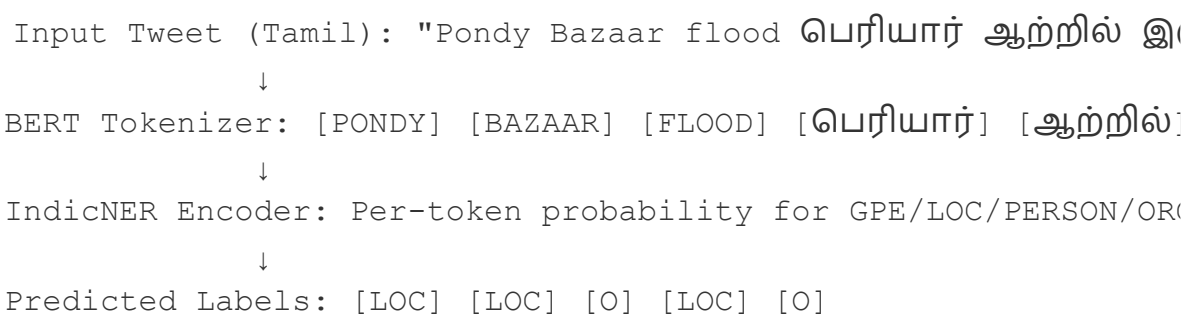 Input Tweet (Tamil): "Pondy Bazaar flood பெரியார் ஆற்றில்
↓
BERT Tokenizer: [PONDY] [BAZAAR] [FLOOD] [பெரியார்] [ஆற்றில்]
↓
IndicNER Encoder: Per-token probability for GPE/LOC/PERSON/ORG
↓
Predicted Labels: [LOC] [LOC] [O] [LOC] [O]